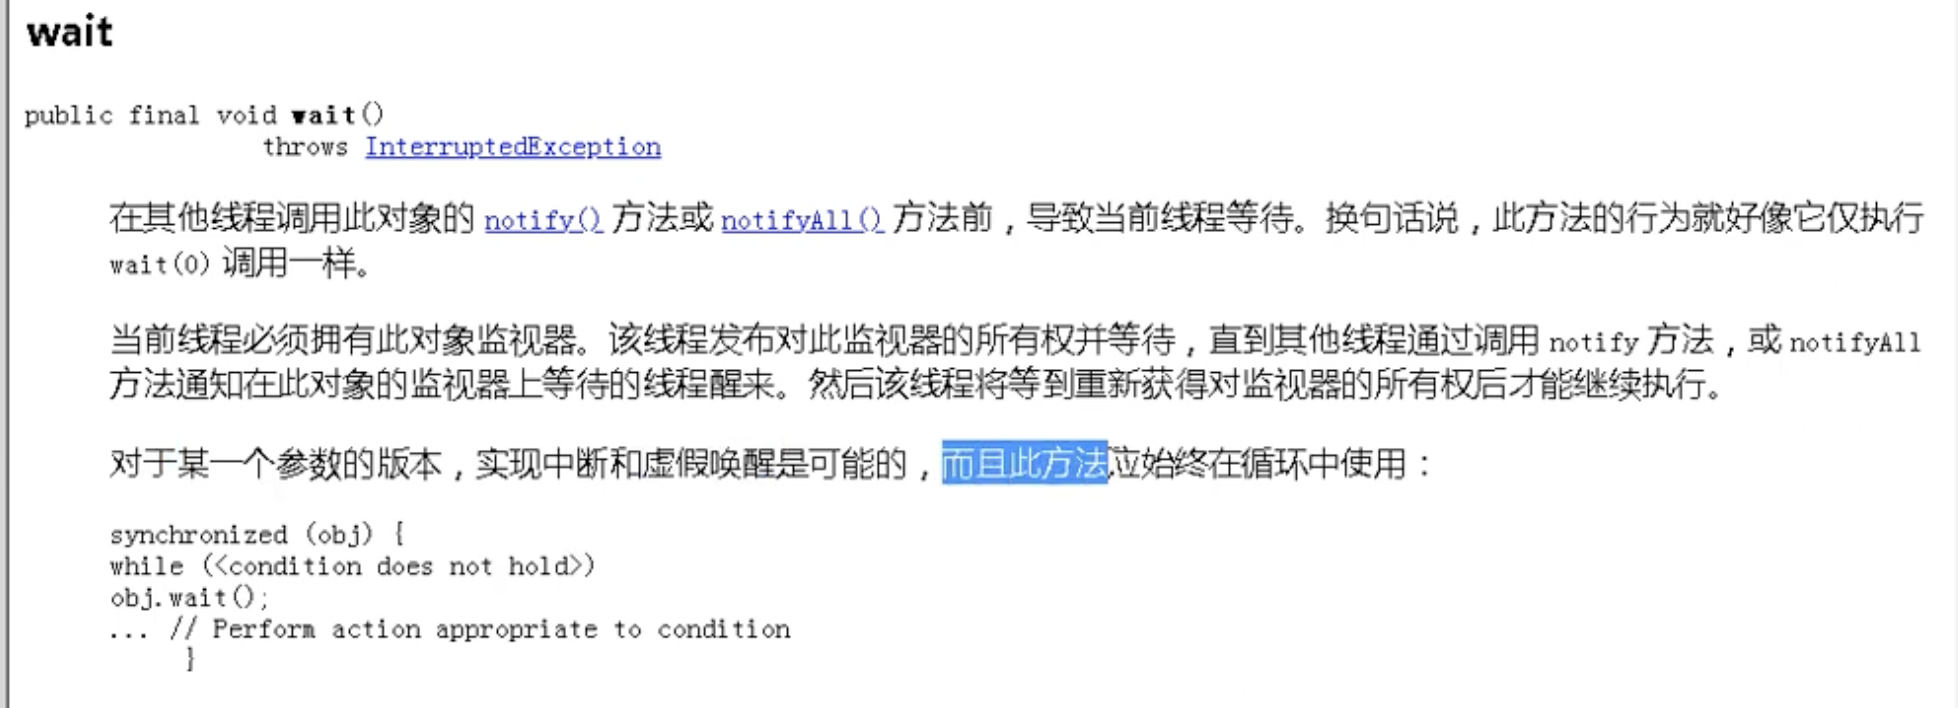 wait
public final void wait()
throws InterruptedException
在其他线程调用此对象的 notify() 方法或 notifyAll() 方法前，导致当前线程等待。换句话说，此方法的行为就好像它仅执行
wait(0) 调用一样。
当前线程必须拥有此对象监视器。该线程发布对此监视器的所有权并等待，直到其他线程通过调用 notify 方法，或 notifyAll
方法通知在此对象的监视器上等待的线程醒来。然后该线程将等到重新获得对监视器的所有权后才能继续执行。
对于某一个参数的版本，实现中断和虚假唤醒是可能的，而且此方法应始终在循环中使用：
synchronized (obj) {
while (<condition does not hold>)
obj.wait();
... // Perform action appropriate to condition
}